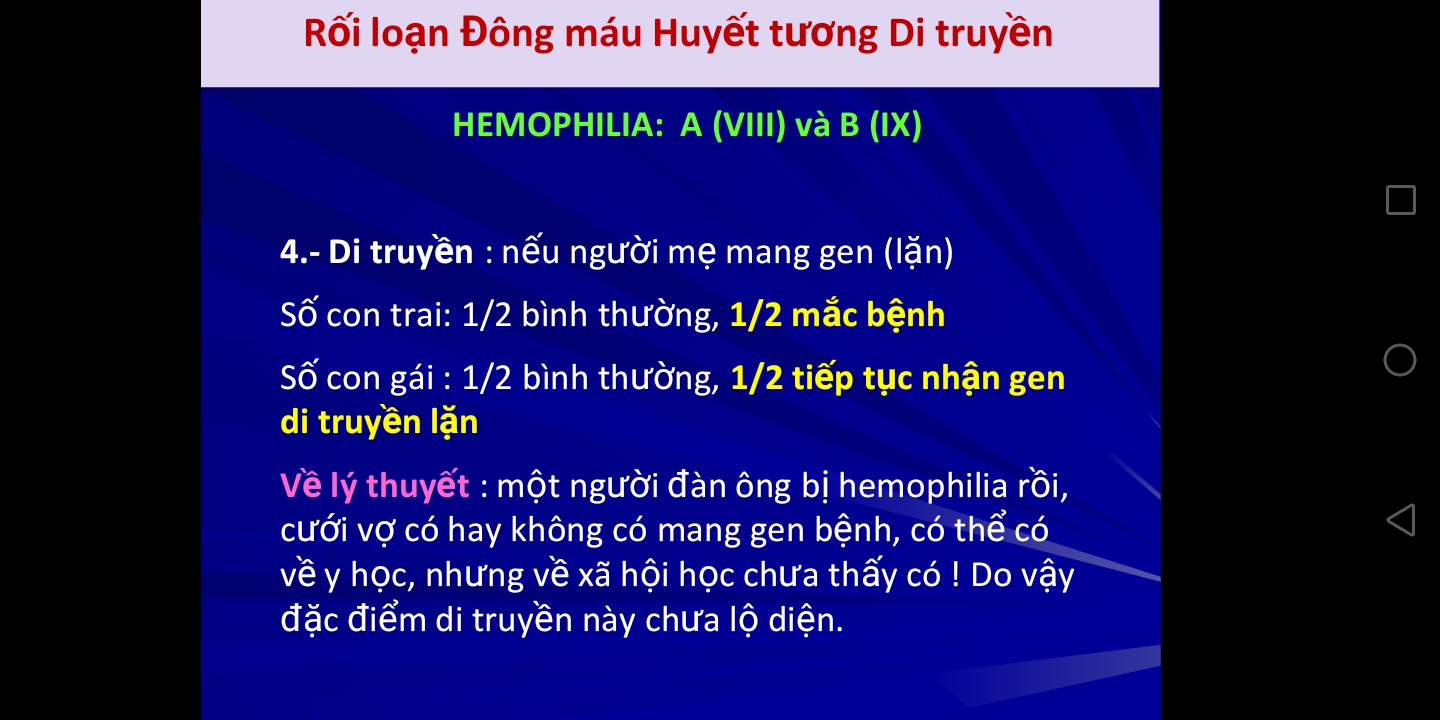 Rối loạn Đông máu Huyết tương Di truyền
HEMOPHILIA: A (VIII) và B (IX)
4.- Di truyền : nếu người mẹ mang gen (lặn)
Số con trai: 1/2 bình thường, 1/2 mắc bệnh
Số con gái : 1/2 bình thường, 1/2 tiếp tục nhận gen
di truyền lặn
Về lý thuyết : một người đàn ông bị hemophilia rồi,
cưới vợ có hay không có mang gen bệnh, có thể có
về y học, nhưng về xã hội học chưa thấy có ! Do vậy
đặc điểm di truyền này chưa lộ diện.